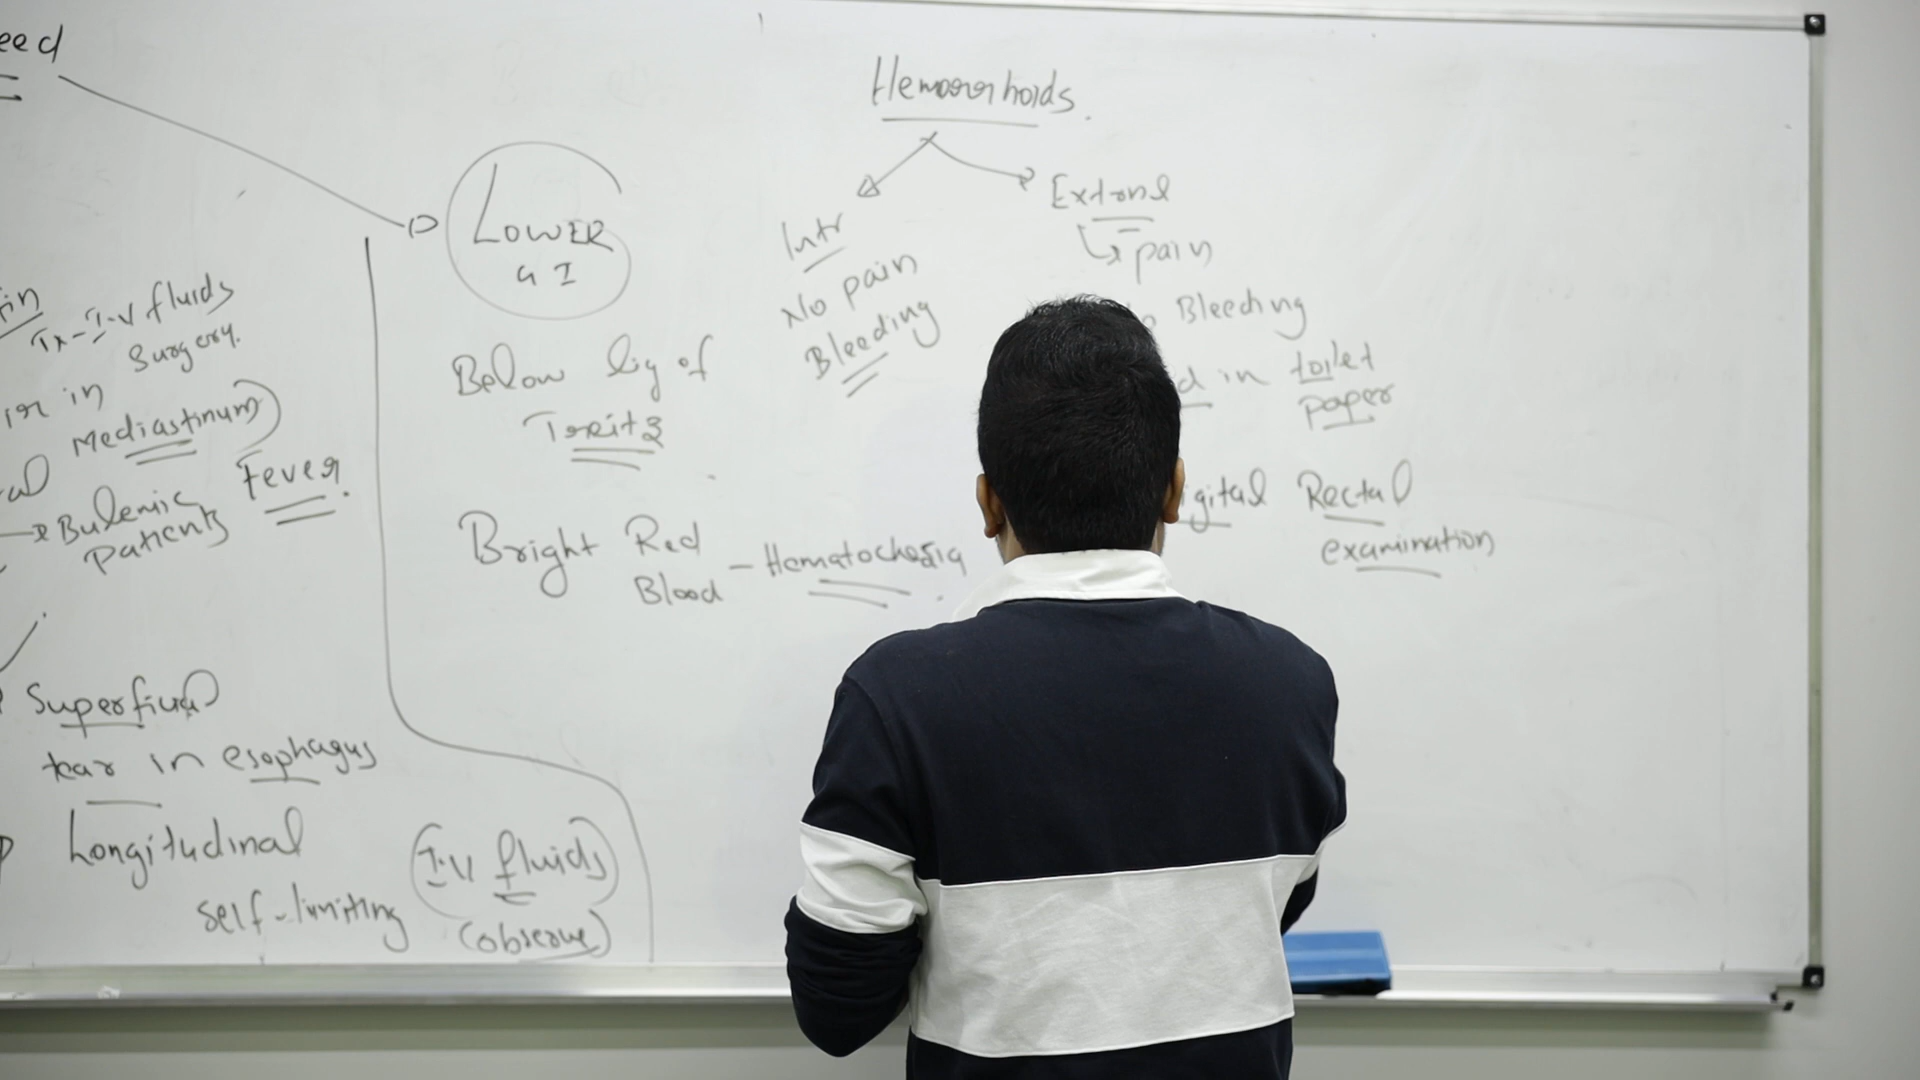 Hemorrhoids.
LOWER
G I
Below lig of
Treitz
Bright Red
Blood - Hematochezia
Intr
No pain
Bleeding
External
pain
Bleeding
in toilet
paper
Rectal
examination
Tx - I.V fluids
Surgery.
in
Mediastinum)
Fever.
Bulemic
patients
Superficial
tear in esophagus
Longitudinal
self-limiting
I.V fluids
(observe)